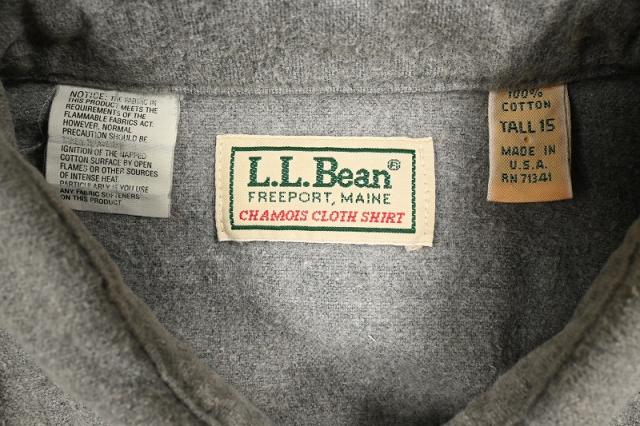 NOTICE: THE FABRIC IN
THIS PRODUCT MEETS THE
REQUIREMENTS OF THE
FLAMMABLE FABRICS ACT.
HOWEVER, NORMAL
PRECAUTION SHOULD BE
IGNITION OF THE NAPPED
COTTON SURFACE BY OPEN
FLAMES OR OTHER SOURCES
OF INTENSE HEAT.
PARTICULARLY IS YOU USE
ANY FABRIC SOFTENERS
ON THIS PRODUCT
L.L.Bean®
FREEPORT, MAINE
CHAMOIS CLOTH SHIRT
100%
COTTON
TALL 15
MADE IN
U.S.A.
RN 71341